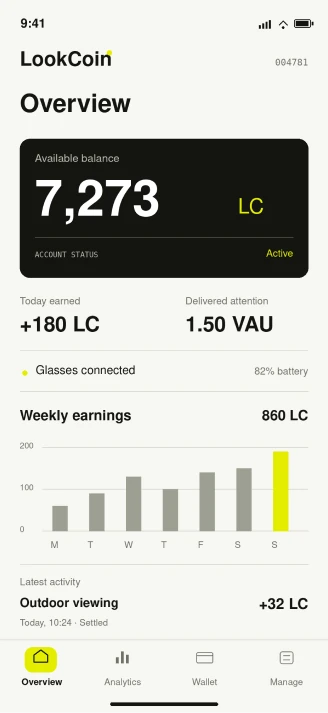 9:41
LookCoin
004781
Overview
Available balance
7,273 LC
ACCOUNT STATUS Active
Today earned Delivered attention
+180 LC 1.50 VAU
Glasses connected 82% battery
Weekly earnings 860 LC
200
100
0
M T W T F S S
Latest activity
Outdoor viewing +32 LC
Today, 10:24 · Settled
Overview Analytics Wallet Manage